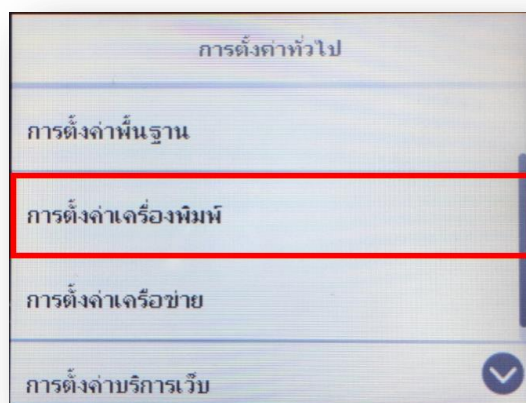 การตั้งค่าทั่วไป
การตั้งค่าพื้นฐาน
การตั้งค่าเครื่องพิมพ์
การตั้งค่าเครือข่าย
การตั้งค่าบริการเว็บ